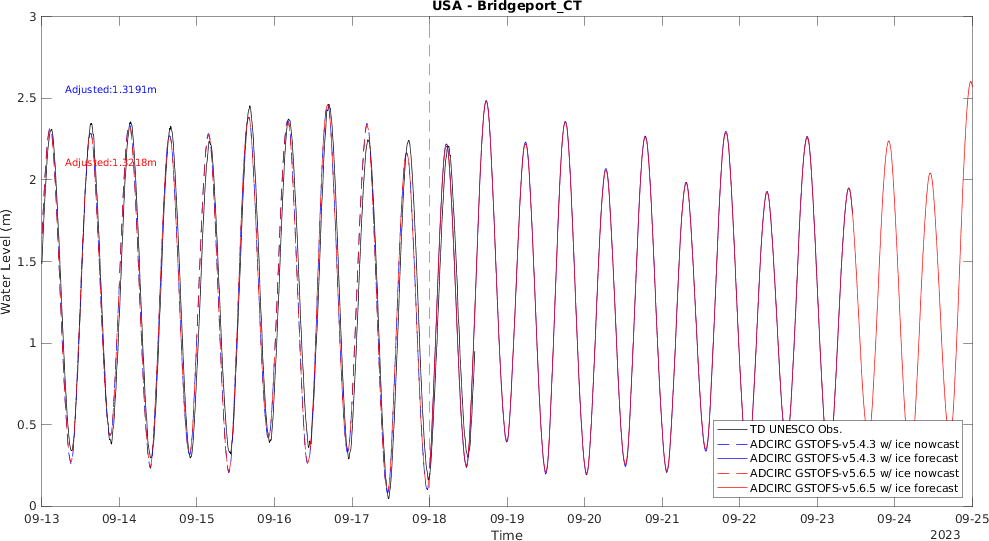 USA - Bridgeport_CT
3
2.5
2
1.5
1
0.5
0
Water Level (m)
Adjusted:1.3191m
Adjusted:1.3218m
TD UNESCO Obs.
ADCIRC GSTOFS-v5.4.3 w/ ice nowcast
ADCIRC GSTOFS-v5.4.3 w/ ice forecast
ADCIRC GSTOFS-v5.6.5 w/ ice nowcast
ADCIRC GSTOFS-v5.6.5 w/ ice forecast
09-13 09-14 09-15 09-16 09-17 09-18 09-19 09-20 09-21 09-22 09-23 09-24 09-25
Time
2023